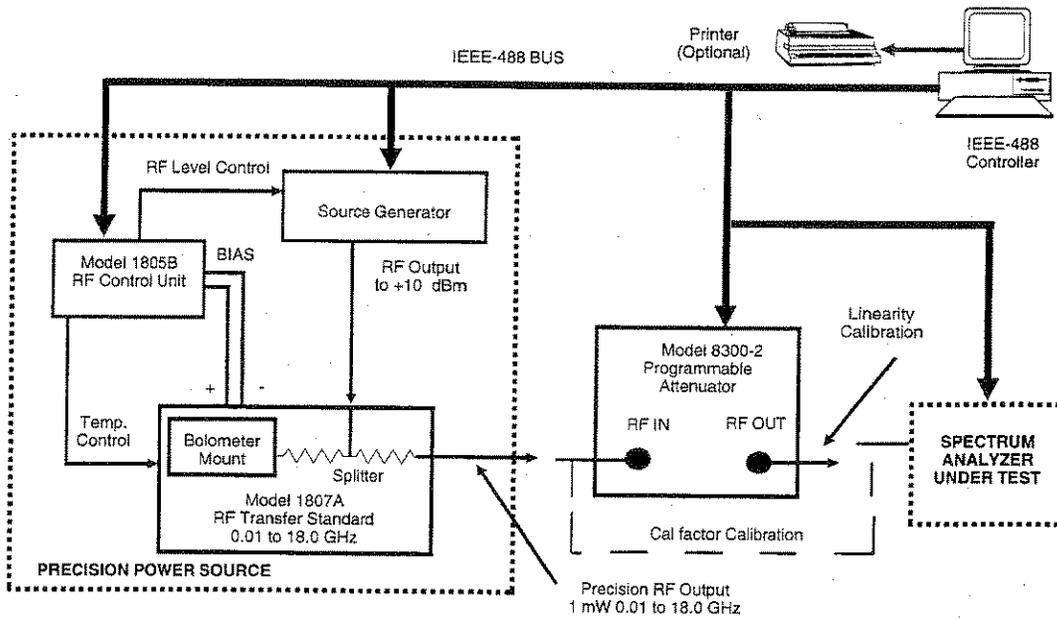 Printer
(Optional)
IEEE-488 BUS
IEEE-488
Controller
RF Level Control
Source Generator
Model 1805B
RF Control Unit
BIAS
RF Output
to +10 dBm
Linearity
Calibration
Model 8300-2
Programmable
Attenuator
+ -
Temp.
Control
Bolometer
Mount
Splitter
RF IN
RF OUT
SPECTRUM
ANALYZER
UNDER TEST
Model 1807A
RF Transfer Standard
0.01 to 18.0 GHz
Cal factor Calibration
PRECISION POWER SOURCE
Precision RF Output
1 mW 0.01 to 18.0 GHz